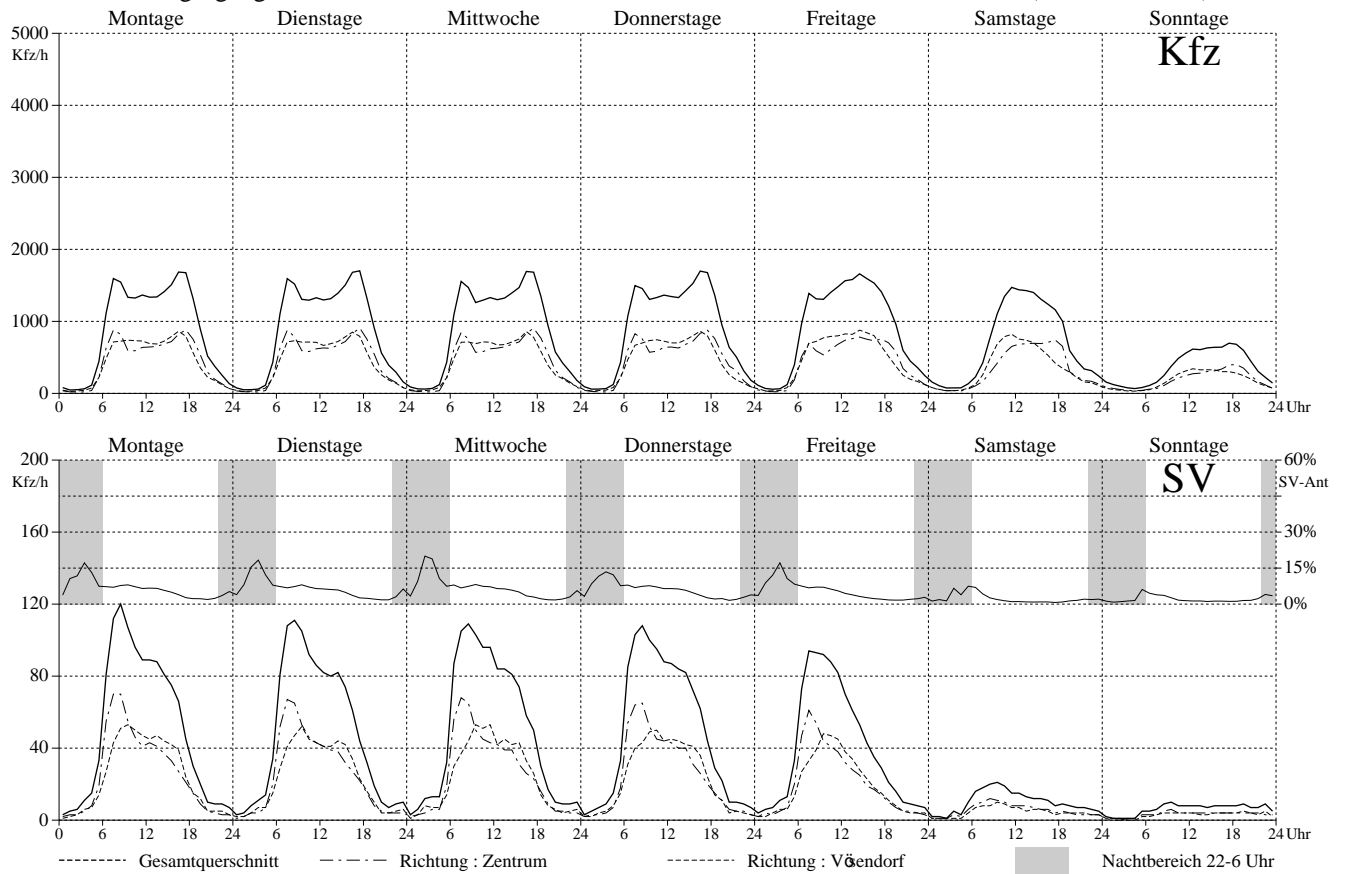 Montage Dienstage Mittwoche Donnerstage Freitage Samstage Sonntage
5000
Kfz/h
Kfz
4000
3000
2000
1000
0
0 6 12 18 24 6 12 18 24 6 12 18 24 6 12 18 24 6 12 18 24 6 12 18 24 6 12 18 24 Uhr
Montage Dienstage Mittwoche Donnerstage Freitage Samstage Sonntage
200 60%
Kfz/h SV SV-Ant
160 30%
15%
120 0%
80
40
0
0 6 12 18 24 6 12 18 24 6 12 18 24 6 12 18 24 6 12 18 24 6 12 18 24 6 12 18 24 Uhr
Gesamtquerschnitt Richtung : Zentrum Richtung : Vösendorf Nachtbereich 22-6 Uhr